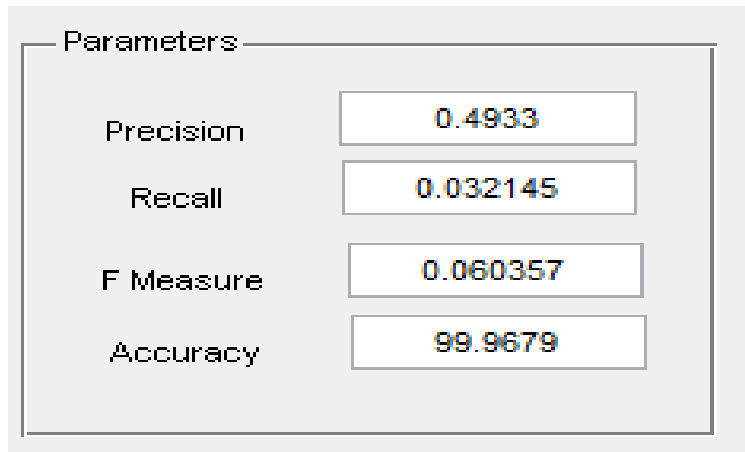 Parameters
Precision 0.4933
Recall 0.032145
F Measure 0.060357
Accuracy 99.9679